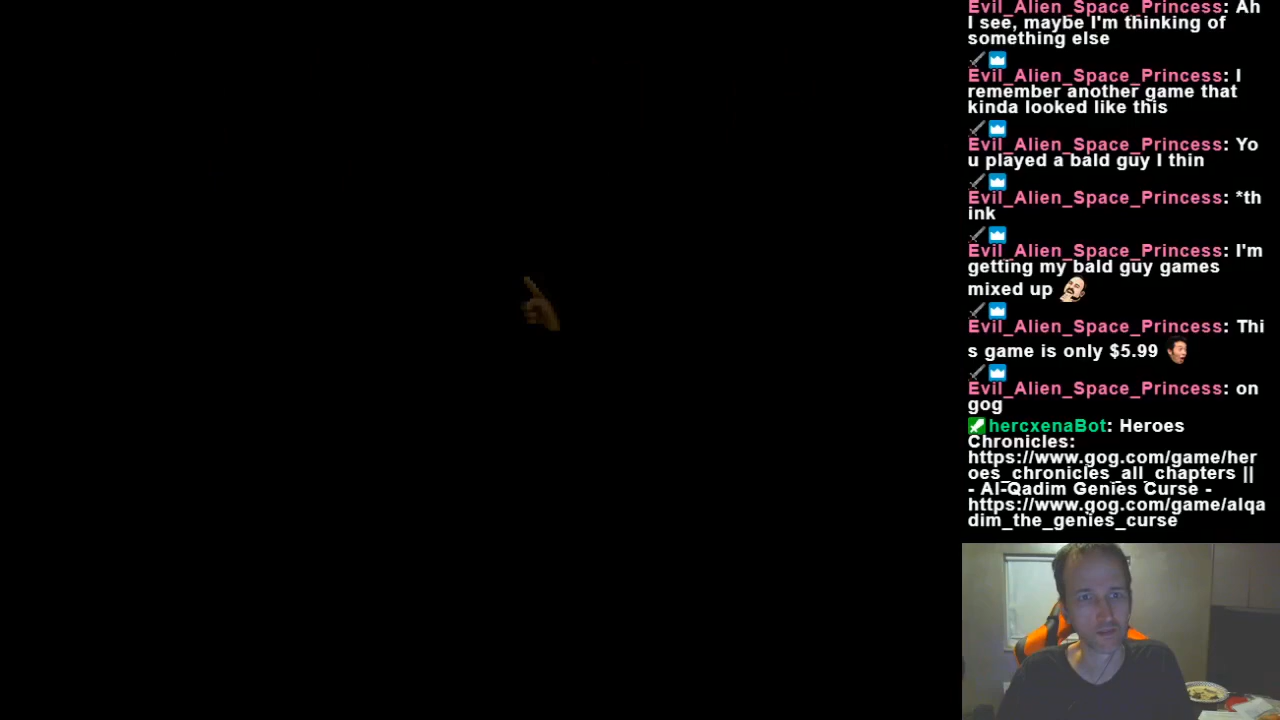 Evil_Alien_Space_Princess: Ah
I see, maybe I'm thinking of
something else
Evil_Alien_Space_Princess: I
remember another game that
kinda looked like this
Evil_Alien_Space_Princess: Yo
u played a bald guy I thin
Evil_Alien_Space_Princess: *th
ink
Evil_Alien_Space_Princess: I'm
getting my bald guy games
mixed up
Evil_Alien_Space_Princess: Thi
s game is only $5.99
Evil_Alien_Space_Princess: on
gog
hercxenaBot: Heroes
Chronicles:
https://www.gog.com/game/her
oes_chronicles_all_chapters ||
- Al-Qadim Genies Curse -
https://www.gog.com/game/alqa
dim_the_genies_curse